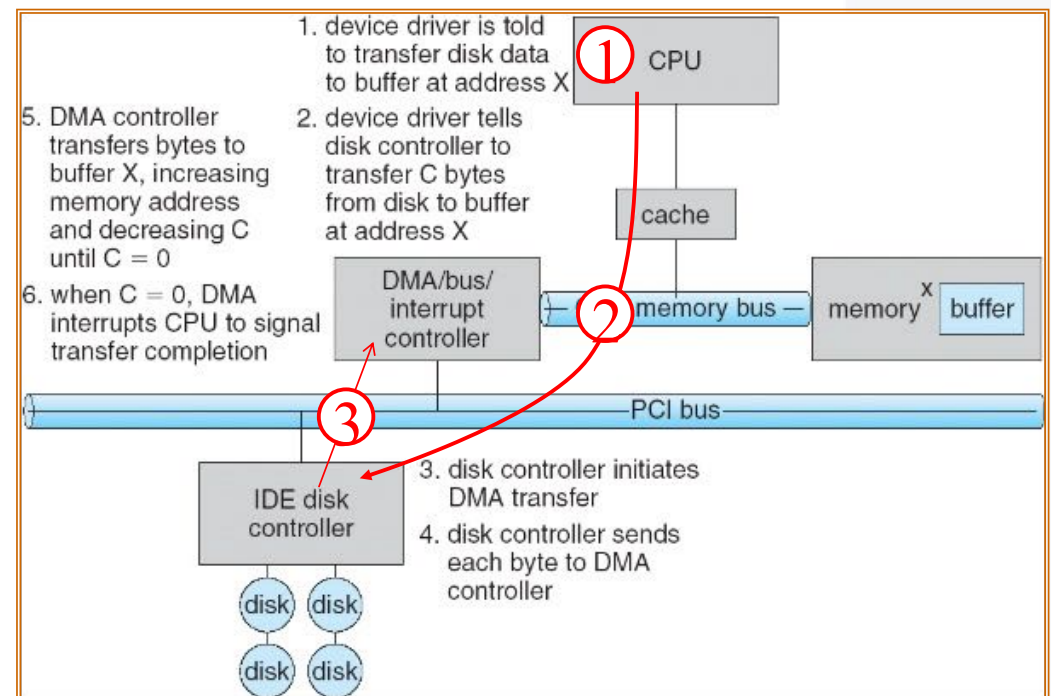 1. device driver is told
to transfer disk data
to buffer at address X
1
CPU
5. DMA controller
transfers bytes to
buffer X, increasing
memory address
and decreasing C
until C = 0
2. device driver tells
disk controller to
transfer C bytes
from disk to buffer
at address X
cache
6. when C = 0, DMA
interrupts CPU to signal
transfer completion
DMA/bus/
interrupt
controller
2
memory bus
memory
x
buffer
3
PCI bus
IDE disk
controller
3. disk controller initiates
DMA transfer
4. disk controller sends
each byte to DMA
controller
disk
disk
disk
disk